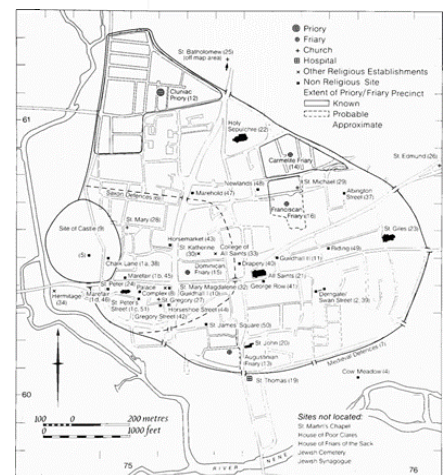 Priory
Friary
Church
Hospital
Other Religious Establishments
Non Religious Site
Extent of Priory/Friary Precinct
Known
Probable
Approximate
St Bartholomew (25)
(off map area)
Cluniac
Priory (12)
61
Holy
Sepulchre (22)
Carmelite Friary
(14)
St. Edmund (26)
Newlands (48)
St Michael (29)
Marehold (47)
Abington
Street (37)
Saxon Defences (6)
Franciscan
Friary (16)
St. Mary (28)
St Giles (23)
Site of Castle (9)
Horsemarket (43)
St Katherine
(30)
College of
All Saints (33)
(5)
Chalk Lane (1a, 38)
Drapery (40)
Guildhall (11)
Dominican
Friary (15)
Marefair (1b, 45)
St Peter (24)
Palace
Complex (8)
St Mary Magdalene (32)
All Saints (21)
Guildhall (10)
George Row (41)
Derngate/
Swan Street (2, 39)
Hermitage
(34)
Marefair
(1d, 46)
St Peter's
Street (1c, 51)
St Gregory (27)
Horseshoe Street (44)
Gregory Street (42)
St James Square (50)
St John (20)
Augustinian
Friary (13)
Medieval Defences (7)
60
St Thomas (19)
Cow Meadow (4)
100 0 200 metres
0 1000 feet
Sites not located:
St Martin's Chapel
House of Poor Clares
House of Friars of the Sack
Jewish Cemetery
Jewish Synagogue
75
RIVER NENE
76